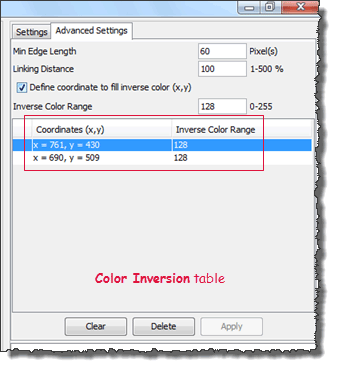 Settings Advanced Settings
Min Edge Length 60 Pixel(s)
Linking Distance 100 1-500 %
Define coordinate to fill inverse color (x,y)
Inverse Color Range 128 0-255
Coordinates (x,y) Inverse Color Range
x = 761, y = 430 128
x = 690, y = 509 128
Color Inversion table
Clear Delete Apply